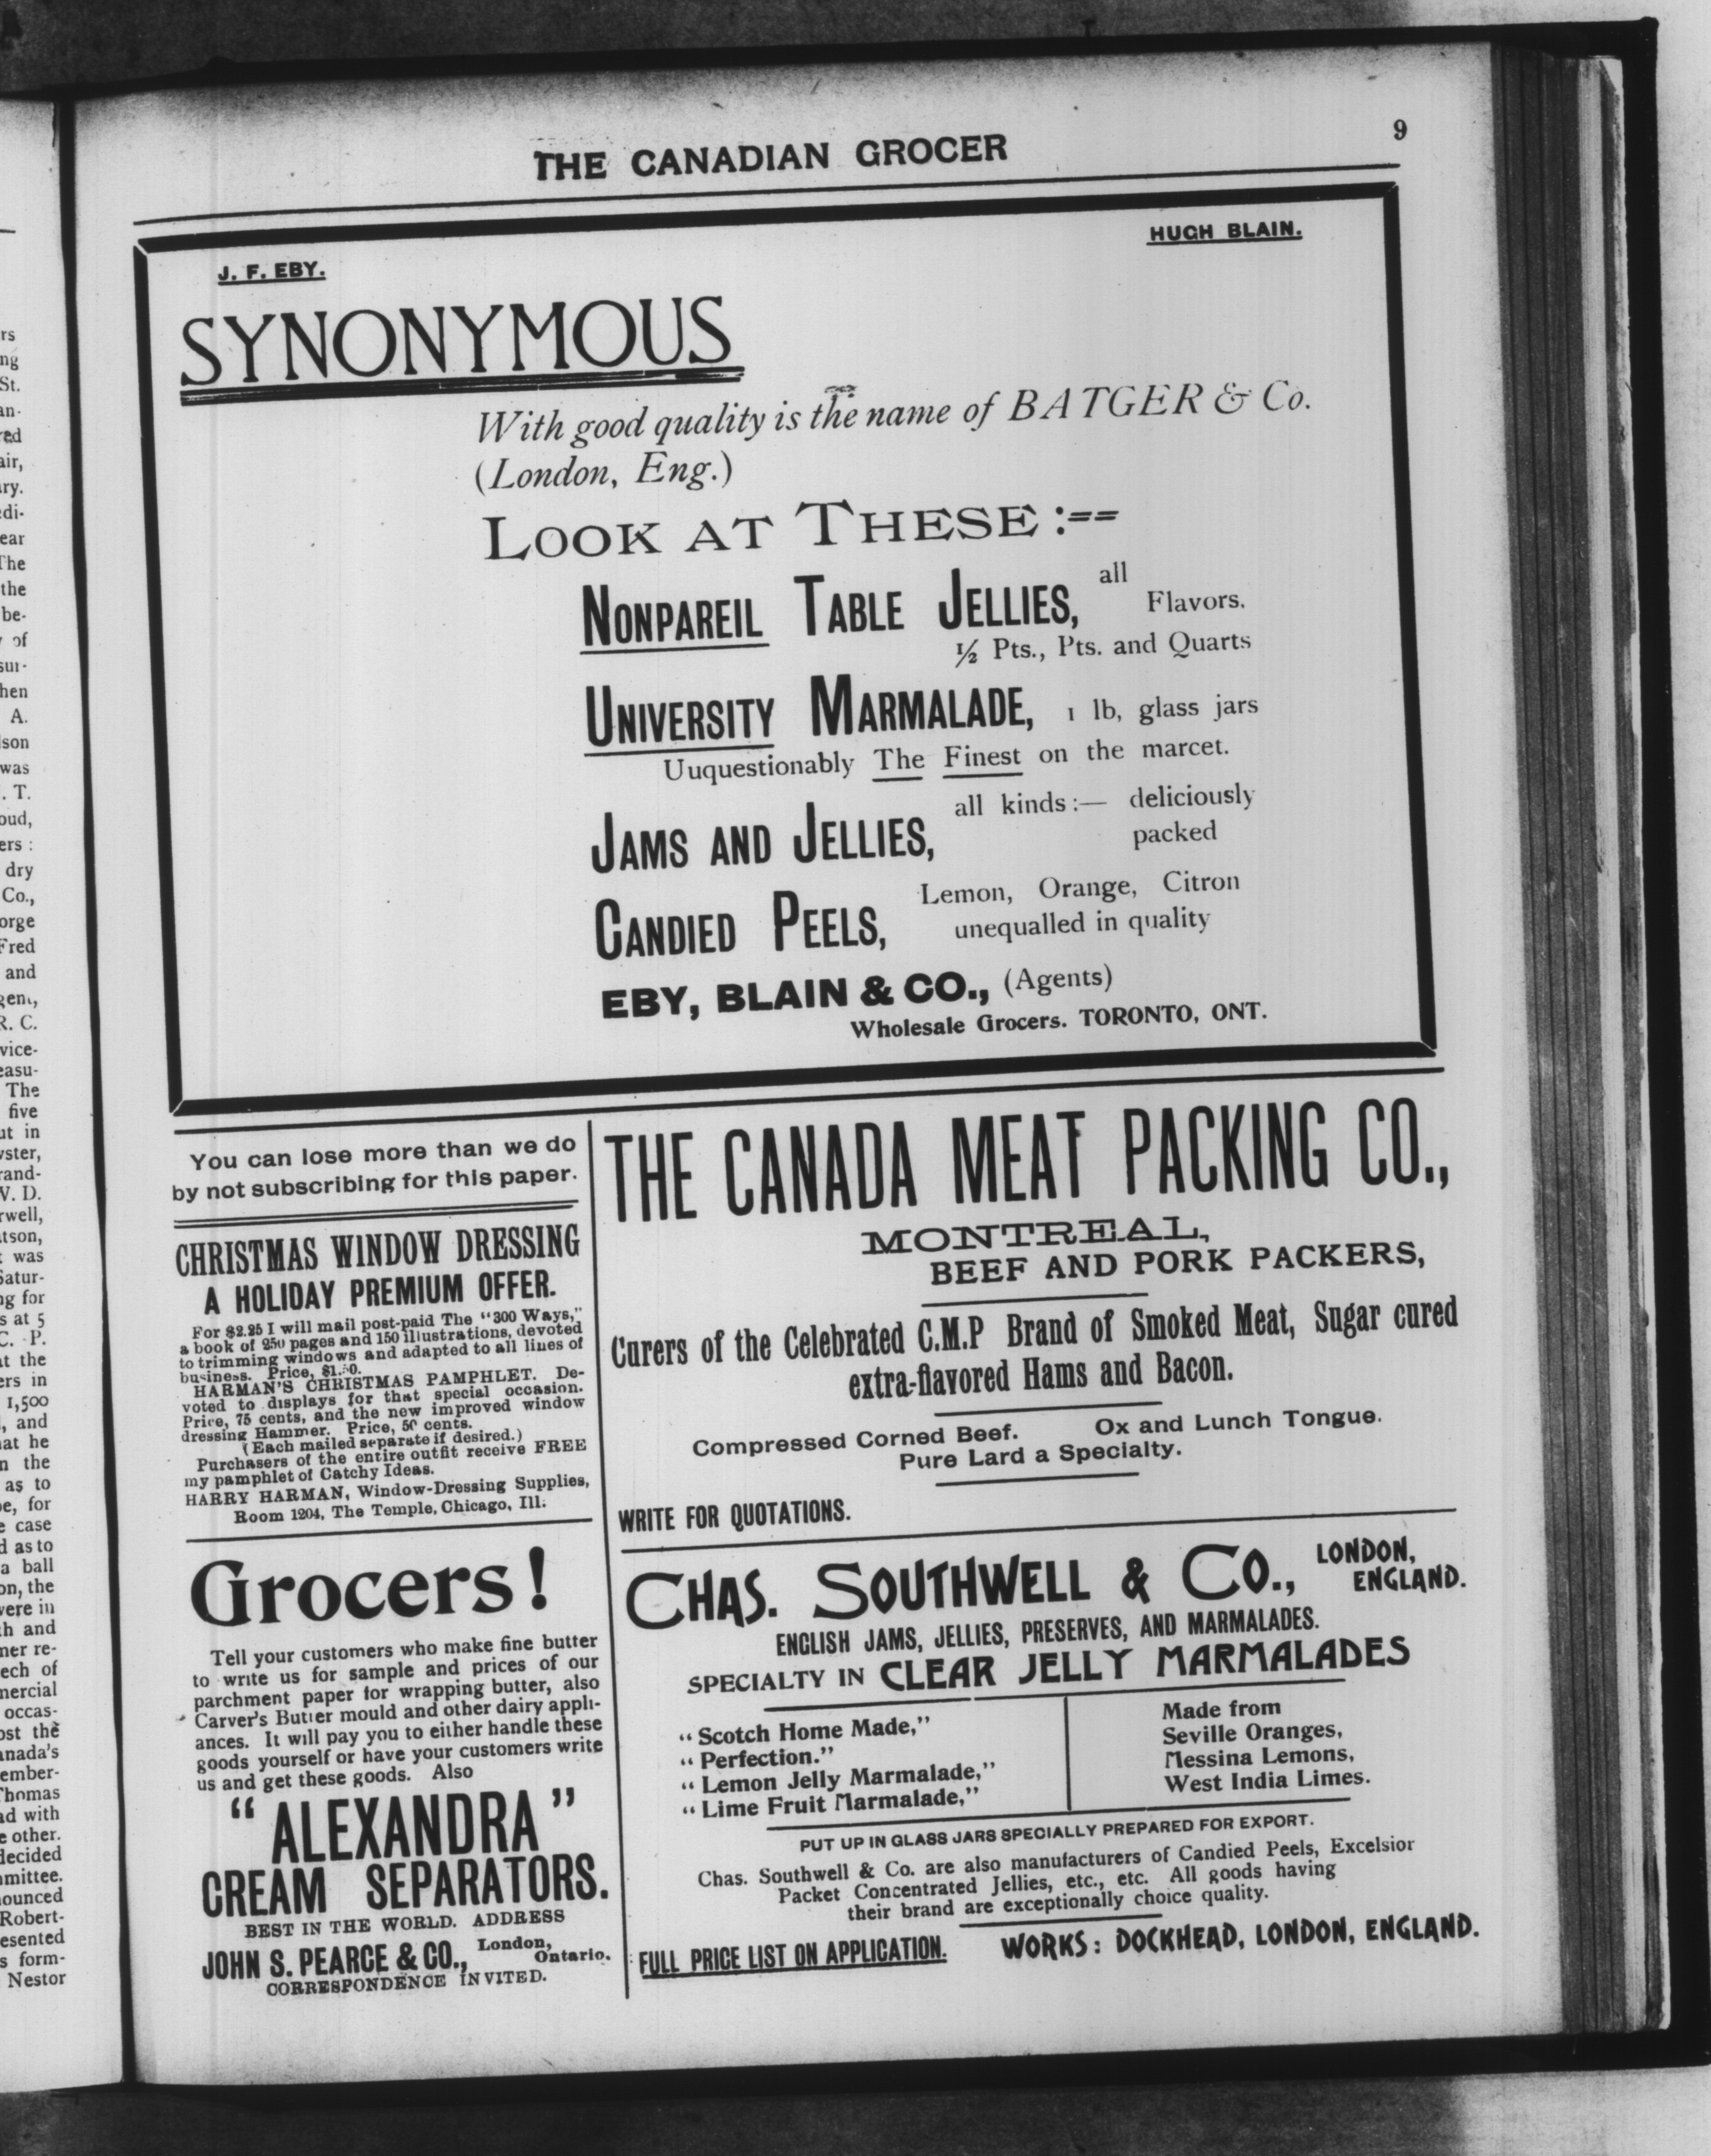 THE CANADIAN GROCER
9
J. F. EBY.
HUGH BLAIN.
SYNONYMOUS
With good quality is the name of BATGER & Co.
(London, Eng.)
LOOK AT THESE :==
NONPAREIL TABLE JELLIES, all Flavors.
½ Pts., Pts. and Quarts
UNIVERSITY MARMALADE, 1 lb, glass jars
Uuquestionably The Finest on the marcet.
JAMS AND JELLIES, all kinds :— deliciously
packed
CANDIED PEELS, Lemon, Orange, Citron
unequalled in quality
EBY, BLAIN & CO., (Agents)
Wholesale Grocers. TORONTO, ONT.
You can lose more than we do
by not subscribing for this paper.
CHRISTMAS WINDOW DRESSING
A HOLIDAY PREMIUM OFFER.
For $2.25 I will mail post-paid The "300 Ways,"
a book of 250 pages and 150 illustrations, devoted
to trimming windows and adapted to all lines of
business. Price, $1.50.
HARMAN'S CHRISTMAS PAMPHLET. De-
voted to displays for that special occasion.
Price, 75 cents, and the new improved window
dressing Hammer. Price, 50 cents.
(Each mailed separate if desired.)
Purchasers of the entire outfit receive FREE
my pamphlet of Catchy Ideas.
HARRY HARMAN, Window-Dressing Supplies,
Room 1204, The Temple, Chicago, Ill.
Grocers!
Tell your customers who make fine butter
to write us for sample and prices of our
parchment paper for wrapping butter, also
Carver's Butter mould and other dairy appli-
ances. It will pay you to either handle these
goods yourself or have your customers write
us and get these goods. Also
"ALEXANDRA"
CREAM SEPARATORS.
BEST IN THE WORLD. ADDRESS
JOHN S. PEARCE & CO., London, Ontario.
CORRESPONDENCE INVITED.
THE CANADA MEAT PACKING CO.,
MONTREAL,
BEEF AND PORK PACKERS,
Curers of the Celebrated C.M.P Brand of Smoked Meat, Sugar cured
extra-flavored Hams and Bacon.
Compressed Corned Beef. Ox and Lunch Tongue.
Pure Lard a Specialty.
WRITE FOR QUOTATIONS.
CHAS. SOUTHWELL & CO., LONDON, ENGLAND.
ENGLISH JAMS, JELLIES, PRESERVES, AND MARMALADES.
SPECIALTY IN CLEAR JELLY MARMALADES
"Scotch Home Made,"
"Perfection."
"Lemon Jelly Marmalade,"
"Lime Fruit Marmalade,"
Made from
Seville Oranges,
Messina Lemons,
West India Limes.
PUT UP IN GLASS JARS SPECIALLY PREPARED FOR EXPORT.
Chas. Southwell & Co. are also manufacturers of Candied Peels, Excelsior
Packet Concentrated Jellies, etc., etc. All goods having
their brand are exceptionally choice quality.
FULL PRICE LIST ON APPLICATION.
WORKS: DOCKHEAD, LONDON, ENGLAND.